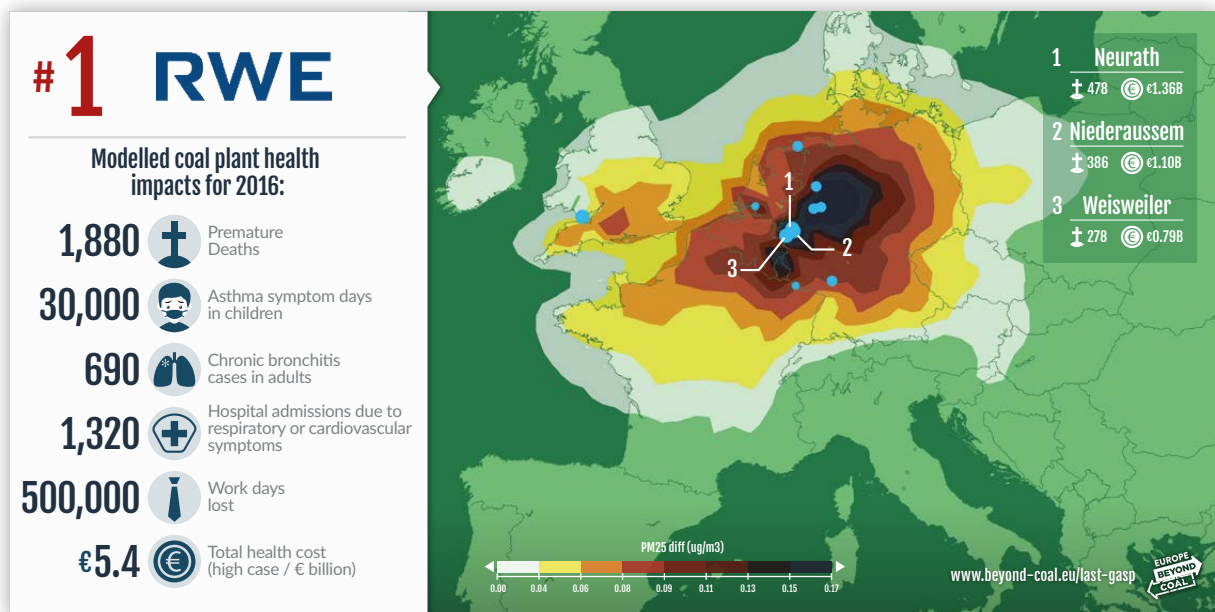 #1 RWE
Modelled coal plant health
impacts for 2016:
1,880
Premature
Deaths
30,000
Asthma symptom days
in children
690
Chronic bronchitis
cases in adults
1,320
Hospital admissions due to
respiratory or cardiovascular
symptoms
500,000
Work days
lost
€5.4
Total health cost
(high case / € billion)
1
2
3
1 Neurath
478 €1.36B
2 Niederaussem
386 €1.10B
3 Weisweiler
278 €0.79B
PM25 diff (ug/m3)
0.00 0.04 0.06 0.08 0.09 0.11 0.13 0.15 0.17
www.beyond-coal.eu/last-gasp
EUROPE
BEYOND
COAL